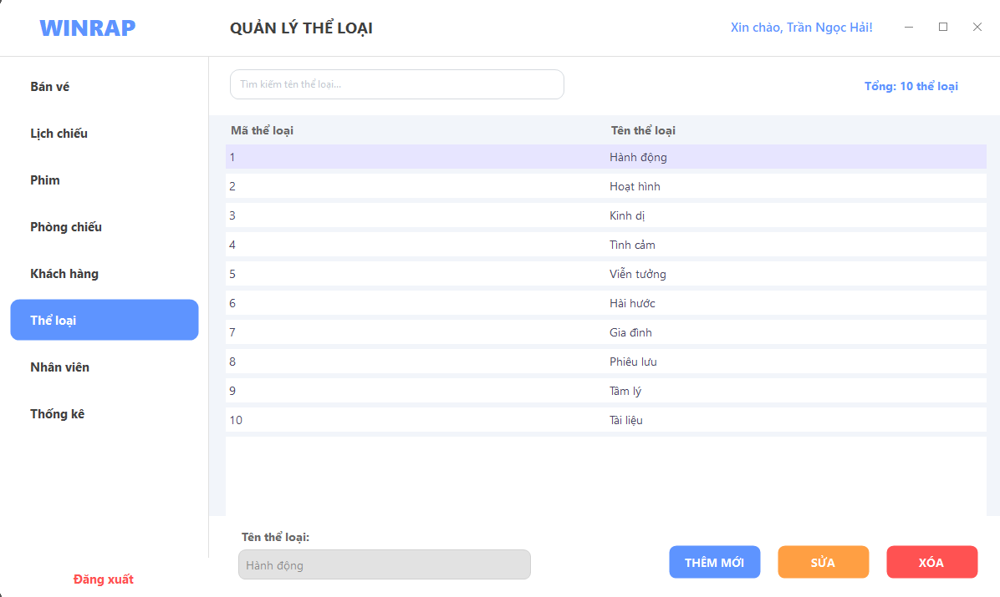 WINRAP
QUẢN LÝ THỂ LOẠI
Xin chào, Trần Ngọc Hải!
Bán vé
Lịch chiếu
Phim
Phòng chiếu
Khách hàng
Thể loại
Nhân viên
Thống kê
Đăng xuất
Tìm kiếm tên thể loại...
Tổng: 10 thể loại
Mã thể loại Tên thể loại
1 Hành động
2 Hoạt hình
3 Kinh dị
4 Tình cảm
5 Viễn tưởng
6 Hài hước
7 Gia đình
8 Phiêu lưu
9 Tâm lý
10 Tài liệu
Tên thể loại:
Hành động
THÊM MỚI SỬA XÓA